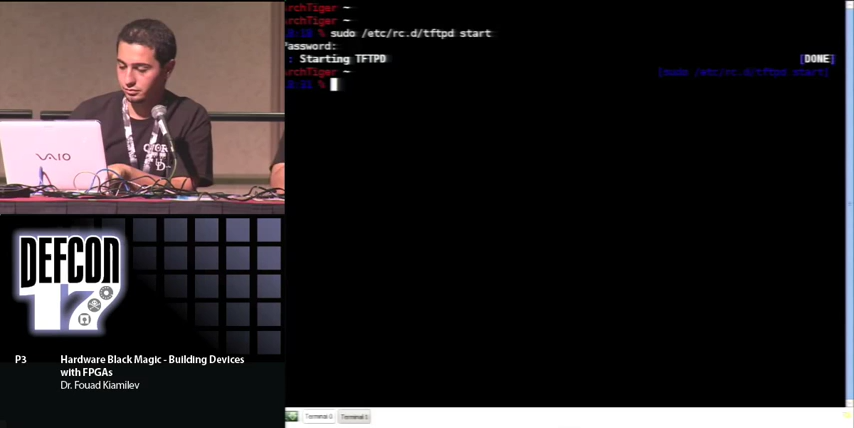 rchTiger ~
rchTiger ~
% sudo /etc/rc.d/tftpd start
assword:
: Starting TFTPD [DONE]
rchTiger ~ [sudo /etc/rc.d/tftpd start]
%
VAIO
DEFCON
17
P3 Hardware Black Magic - Building Devices
with FPGAs
Dr. Fouad Kiamilev
Terminal Terminal